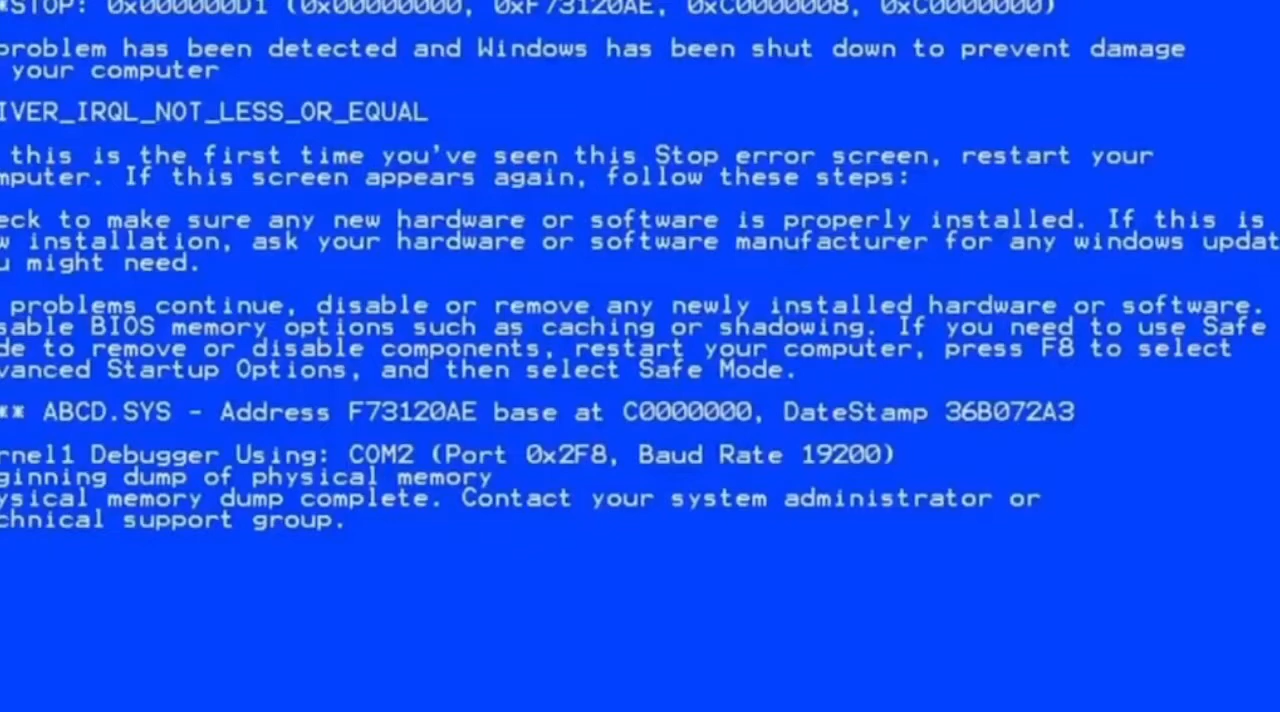 *STOP: 0x000000D1 (0x00000000, 0xF73120AE, 0xC0000008, 0xC0000000)
problem has been detected and Windows has been shut down to prevent damage
your computer
IVER_IRQL_NOT_LESS_OR_EQUAL
this is the first time you've seen this Stop error screen, restart your
mputer. If this screen appears again, follow these steps:
eck to make sure any new hardware or software is properly installed. If this is
w installation, ask your hardware or software manufacturer for any windows updat
u might need.
problems continue, disable or remove any newly installed hardware or software.
sable BIOS memory options such as caching or shadowing. If you need to use Safe
de to remove or disable components, restart your computer, press F8 to select
vanced Startup Options, and then select Safe Mode.
** ABCD.SYS - Address F73120AE base at C0000000, DateStamp 36B072A3
rnel1 Debugger Using: COM2 (Port 0x2F8, Baud Rate 19200)
ginning dump of physical memory
ysical memory dump complete. Contact your system administrator or
chnical support group.